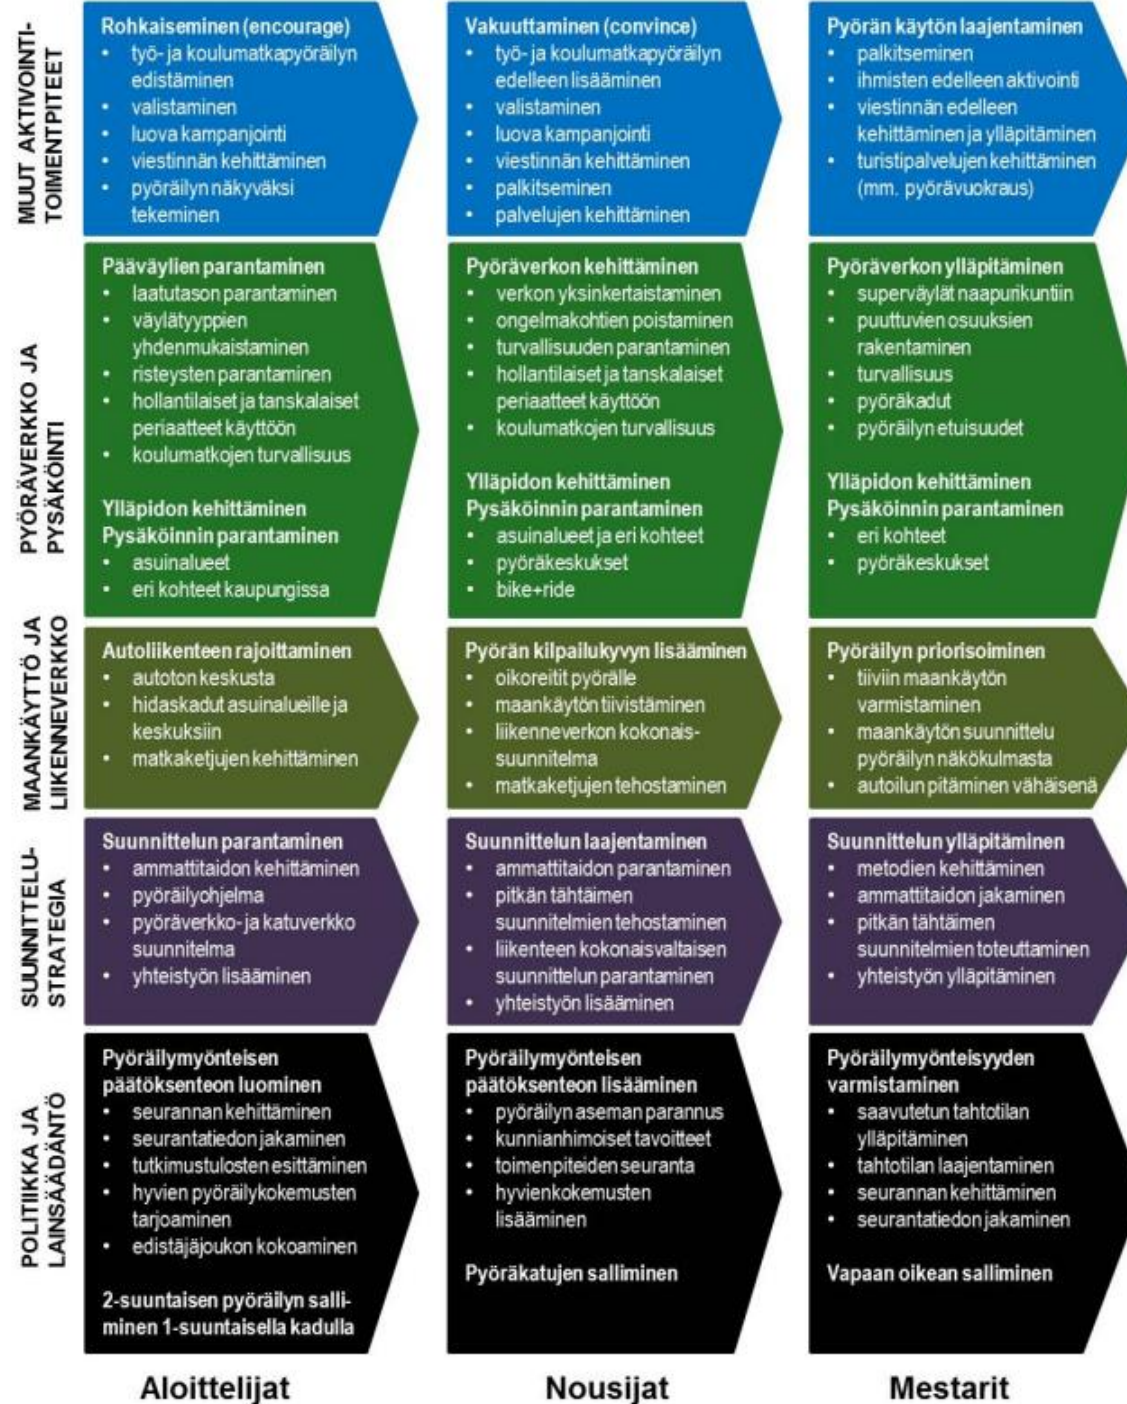 MUUT AKTIVOINTI-
TOIMENTPITEET
Rohkaiseminen (encourage)
• työ- ja koulumatkapyöräilyn
edistäminen
• valistaminen
• luova kampanjointi
• viestinnän kehittäminen
• pyöräilyn näkyväksi
tekeminen
Vakuuttaminen (convince)
• työ- ja koulumatkapyöräilyn
edelleen lisääminen
• valistaminen
• luova kampanjointi
• viestinnän kehittäminen
• palkitseminen
• palvelujen kehittäminen
Pyörän käytön laajentaminen
• palkitseminen
• ihmisten edelleen aktivointi
• viestinnän edelleen
kehittäminen ja ylläpitäminen
• turistipalvelujen kehittäminen
(mm. pyörävuokraus)
PYÖRÄVERKKO JA
PYSÄKÖINTI
Pääväylien parantaminen
• laatutason parantaminen
• väylätyyppien
yhdenmukaistaminen
• risteysten parantaminen
• hollantilaiset ja tanskalaiset
periaatteet käyttöön
• koulumatkojen turvallisuus
Ylläpidon kehittäminen
Pysäköinnin parantaminen
• asuinalueet
• eri kohteet kaupungissa
Pyöräverkon kehittäminen
• verkon yksinkertaistaminen
• ongelmakohtien poistaminen
• turvallisuuden parantaminen
• hollantilaiset ja tanskalaiset
periaatteet käyttöön
• koulumatkojen turvallisuus
Ylläpidon kehittäminen
Pysäköinnin parantaminen
• asuinalueet ja eri kohteet
• pyöräkeskukset
• bike+ride
Pyöräverkon ylläpitäminen
• superväylät naapurikuntiin
• puuttuvien osuuksien
rakentaminen
• turvallisuus
• pyöräkadut
• pyöräilyn etuisuudet
Ylläpidon kehittäminen
Pysäköinnin parantaminen
• eri kohteet
• pyöräkeskukset
MAANKÄYTTÖ JA
LIIKENNEVERKKO
Autoliikenteen rajoittaminen
• autoton keskusta
• hidaskadut asuinalueille ja
keskuksiin
• matkaketjujen kehittäminen
Pyörän kilpailukyvyn lisääminen
• oikoreitit pyörälle
• maankäytön tiivistäminen
• liikenneverkon kokonais-
suunnitelma
• matkaketjujen tehostaminen
Pyöräilyn priorisoiminen
• tiiviin maankäytön
varmistaminen
• maankäytön suunnittelu
pyöräilyn näkökulmasta
• autoilun pitäminen vähäisenä
SUUNNITTELU-
STRATEGIA
Suunnittelun parantaminen
• ammattitaidon kehittäminen
• pyöräilyohjelma
• pyöräverkko- ja katuverkko
suunnitelma
• yhteistyön lisääminen
Suunnittelun laajentaminen
• ammattitaidon parantaminen
• pitkän tähtäimen
suunnitelmien tehostaminen
• liikenteen kokonaisvaltaisen
suunnittelun parantaminen
• yhteistyön lisääminen
Suunnittelun ylläpitäminen
• metodien kehittäminen
• ammattitaidon jakaminen
• pitkän tähtäimen
suunnitelmien toteuttaminen
• yhteistyön ylläpitäminen
POLITIIKKA JA
LAINSÄÄDÄNTÖ
Pyöräilymyönteisen
päätöksenteon luominen
• seurannan kehittäminen
• seurantatiedon jakaminen
• tutkimustulosten esittäminen
• hyvien pyöräilykokemusten
tarjoaminen
• edistäjäjoukon kokoaminen
2-suuntaisen pyöräilyn salli-
minen 1-suuntaisella kadulla
Pyöräilymyönteisen
päätöksenteon lisääminen
• pyöräilyn aseman parannus
• kunnianhimoiset tavoitteet
• toimenpiteiden seuranta
• hyvienkokemusten
lisääminen
Pyöräkatujen salliminen
Pyöräilymyönteisyyden
varmistaminen
• saavutetun tahtotilan
ylläpitäminen
• tahtotilan laajentaminen
• seurannan kehittäminen
• seurantatiedon jakaminen
Vapaan oikean salliminen
Aloittelijat
Nousijat
Mestarit